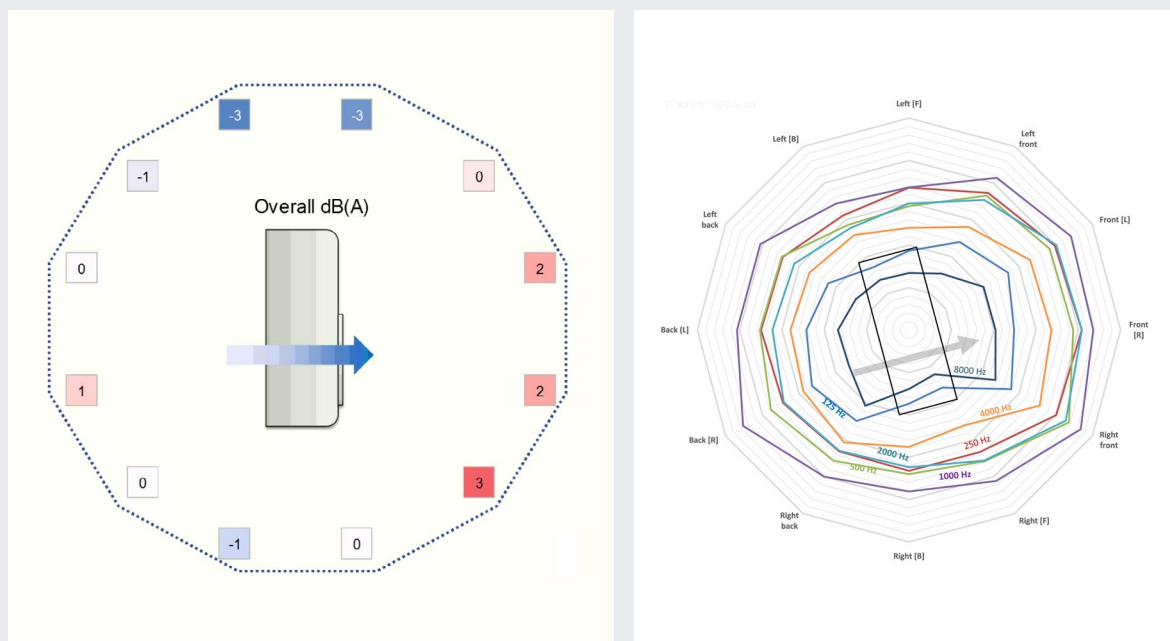 -3 -3
-1 0
Overall dB(A)
0 2
1 2
0 3
-1 0
Left [F]
Left [B]
Left
front
Left
back
Front [L]
Back [L]
Front
[R]
8000 Hz
125 Hz
4000 Hz
Back [R]
250 Hz
Right
front
2000 Hz
500 Hz
1000 Hz
Right
back
Right [F]
Right [B]